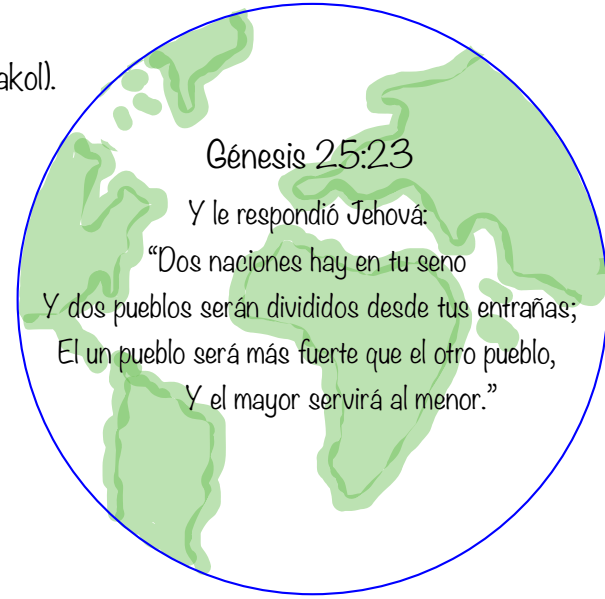 akol).
Génesis 25:23
Y le respondió Jehová:
“Dos naciones hay en tu seno
Y dos pueblos serán divididos desde tus entrañas;
El un pueblo será más fuerte que el otro pueblo,
Y el mayor servirá al menor.”